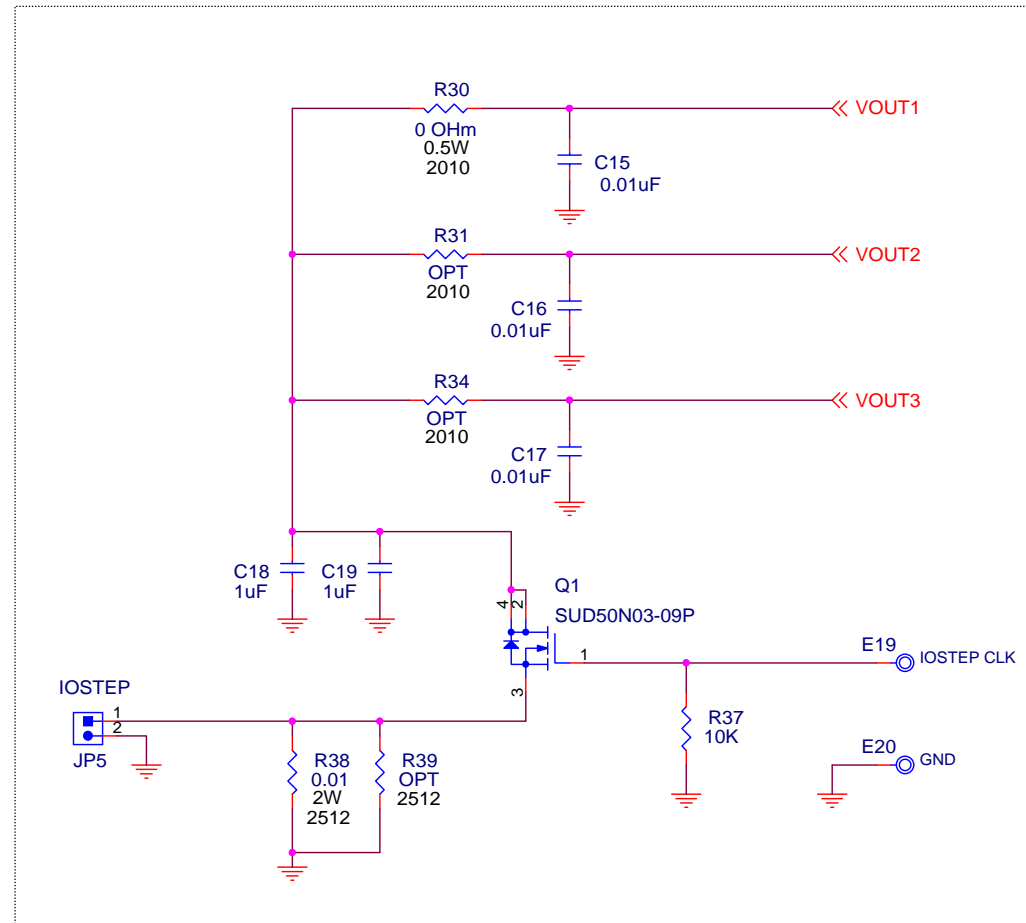 R30
0 OHm
0.5W
2010
VOUT1
C15
0.01uF
R31
OPT
2010
VOUT2
C16
0.01uF
R34
OPT
2010
VOUT3
C17
0.01uF
C18
1uF
C19
1uF
4
2
Q1
SUD50N03-09P
1
3
E19
IOSTEP CLK
IOSTEP
1
2
JP5
R37
10K
R38
0.01
2W
2512
R39
OPT
2512
E20
GND